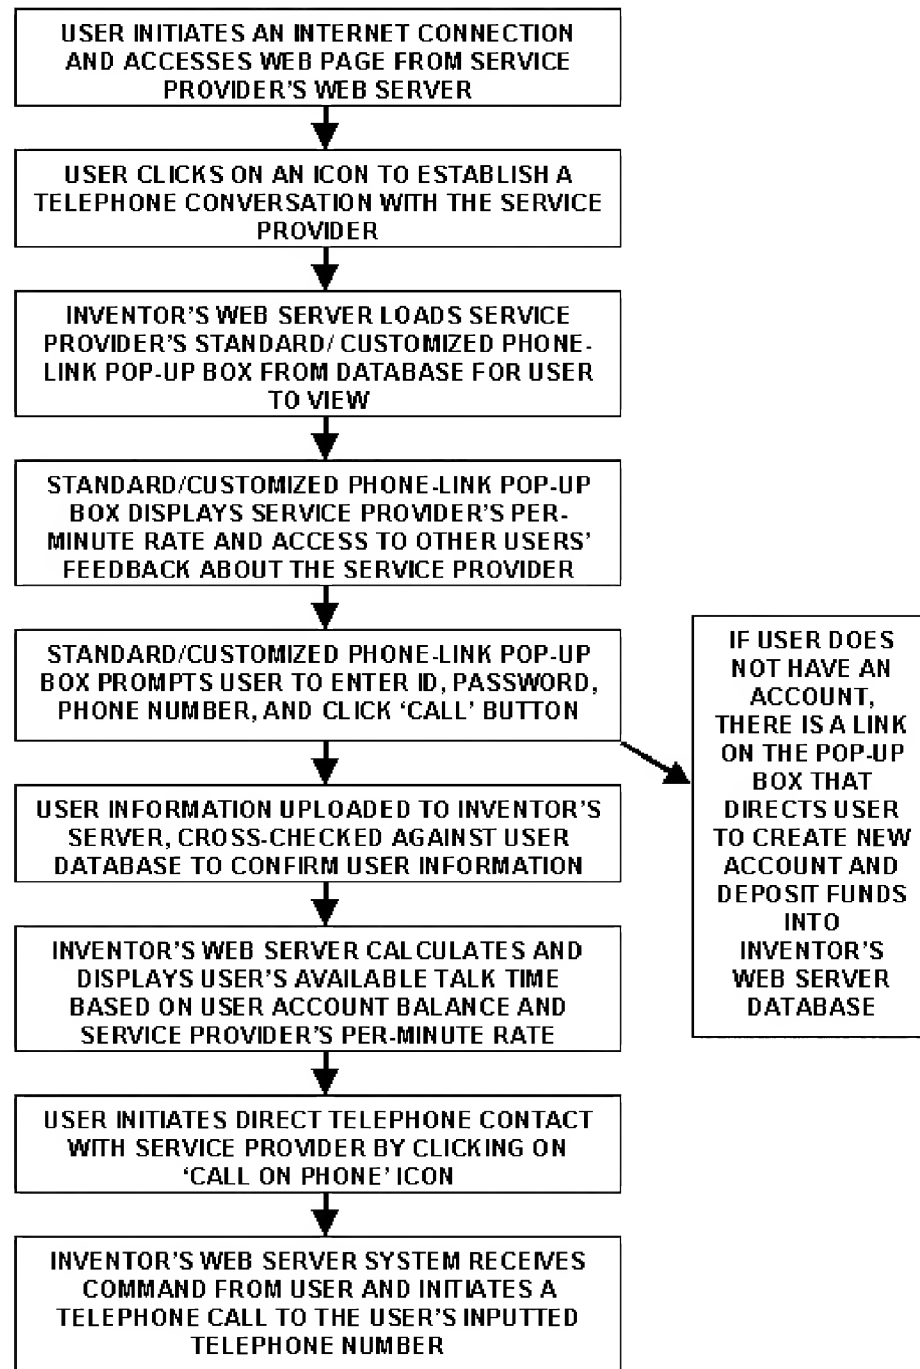 USER INITIATES AN INTERNET CONNECTION
AND ACCESSES WEB PAGE FROM SERVICE
PROVIDER'S WEB SERVER
USER CLICKS ON AN ICON TO ESTABLISH A
TELEPHONE CONVERSATION WITH THE SERVICE
PROVIDER
INVENTOR'S WEB SERVER LOADS SERVICE
PROVIDER'S STANDARD/ CUSTOMIZED PHONE-
LINK POP-UP BOX FROM DATABASE FOR USER
TO VIEW
STANDARD/CUSTOMIZED PHONE-LINK POP-UP
BOX DISPLAYS SERVICE PROVIDER'S PER-
MINUTE RATE AND ACCESS TO OTHER USERS'
FEEDBACK ABOUT THE SERVICE PROVIDER
STANDARD/CUSTOMIZED PHONE-LINK POP-UP
BOX PROMPTS USER TO ENTER ID, PASSWORD,
PHONE NUMBER, AND CLICK ‘CALL’ BUTTON
IF USER DOES
NOT HAVE AN
ACCOUNT,
THERE IS A LINK
ON THE POP-UP
BOX THAT
DIRECTS USER
TO CREATE NEW
ACCOUNT AND
DEPOSIT FUNDS
INTO
INVENTOR'S
WEB SERVER
DATABASE
USER INFORMATION UPLOADED TO INVENTOR'S
SERVER, CROSS-CHECKED AGAINST USER
DATABASE TO CONFIRM USER INFORMATION
INVENTOR'S WEB SERVER CALCULATES AND
DISPLAYS USER'S AVAILABLE TALK TIME
BASED ON USER ACCOUNT BALANCE AND
SERVICE PROVIDER'S PER-MINUTE RATE
USER INITIATES DIRECT TELEPHONE CONTACT
WITH SERVICE PROVIDER BY CLICKING ON
‘CALL ON PHONE’ ICON
INVENTOR'S WEB SERVER SYSTEM RECEIVES
COMMAND FROM USER AND INITIATES A
TELEPHONE CALL TO THE USER'S INPUTTED
TELEPHONE NUMBER